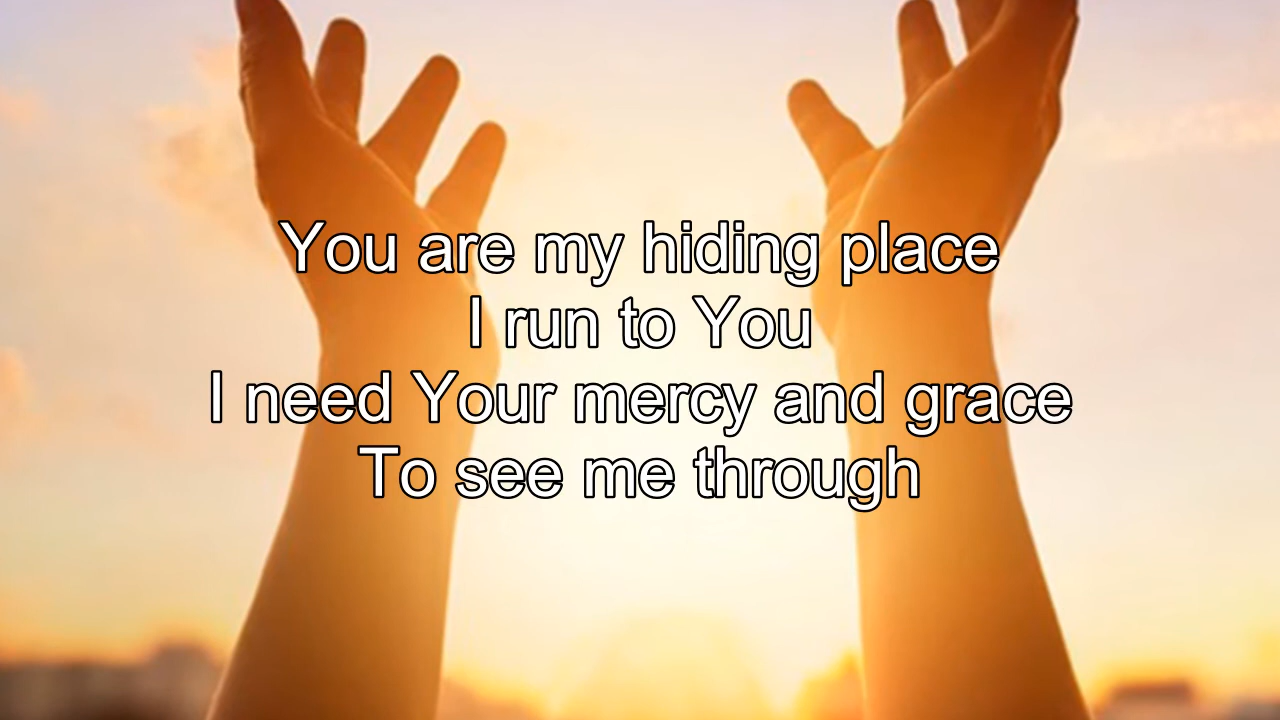 You are my hiding place
I run to You
I need Your mercy and grace
To see me through